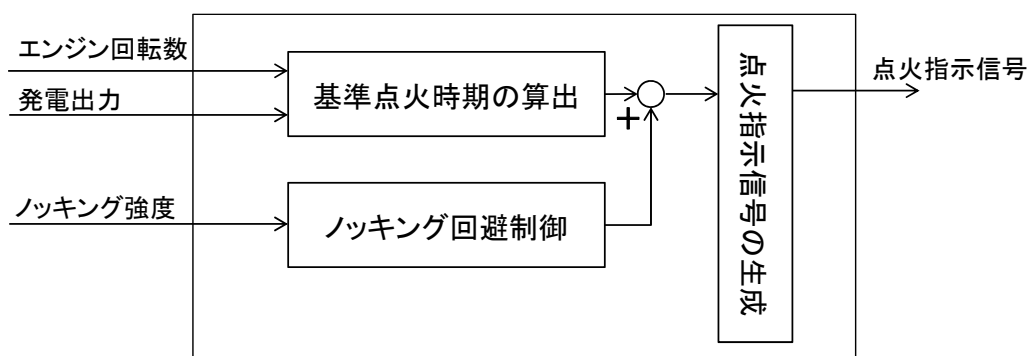 エンジン回転数
発電出力
基準点火時期の算出
+
ノッキング強度
ノッキング回避制御
点火指示信号の生成
点火指示信号